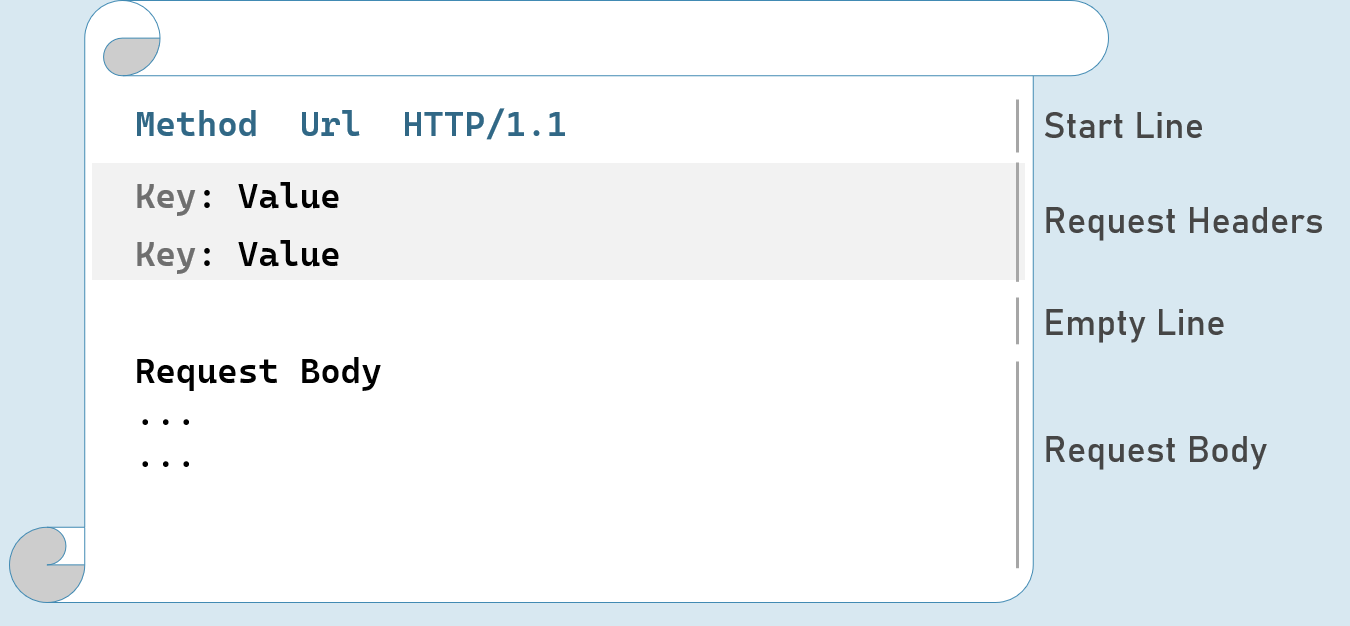 Method Url HTTP/1.1
Start Line
Key: Value
Key: Value
Request Headers
Empty Line
Request Body
...
...
Request Body